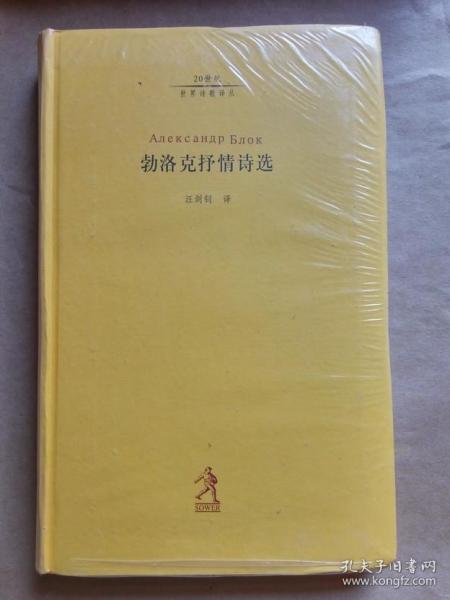 20世纪
世界诗歌译丛
Александр Блок
勃洛克抒情诗选
汪剑钊 译
SOWER
孔夫子旧书网
www.kongfz.com